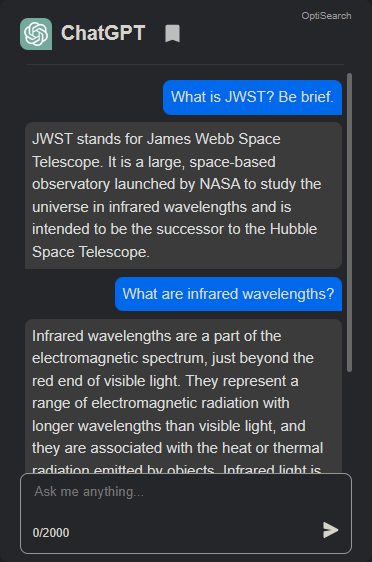 OptiSearch
ChatGPT
What is JWST? Be brief.
JWST stands for James Webb Space
Telescope. It is a large, space-based
observatory launched by NASA to study the
universe in infrared wavelengths and is
intended to be the successor to the Hubble
Space Telescope.
What are infrared wavelengths?
Infrared wavelengths are a part of the
electromagnetic spectrum, just beyond the
red end of visible light. They represent a
range of electromagnetic radiation with
longer wavelengths than visible light, and
they are associated with the heat or thermal
radiation emitted by objects. Infrared light is
Ask me anything...
0/2000